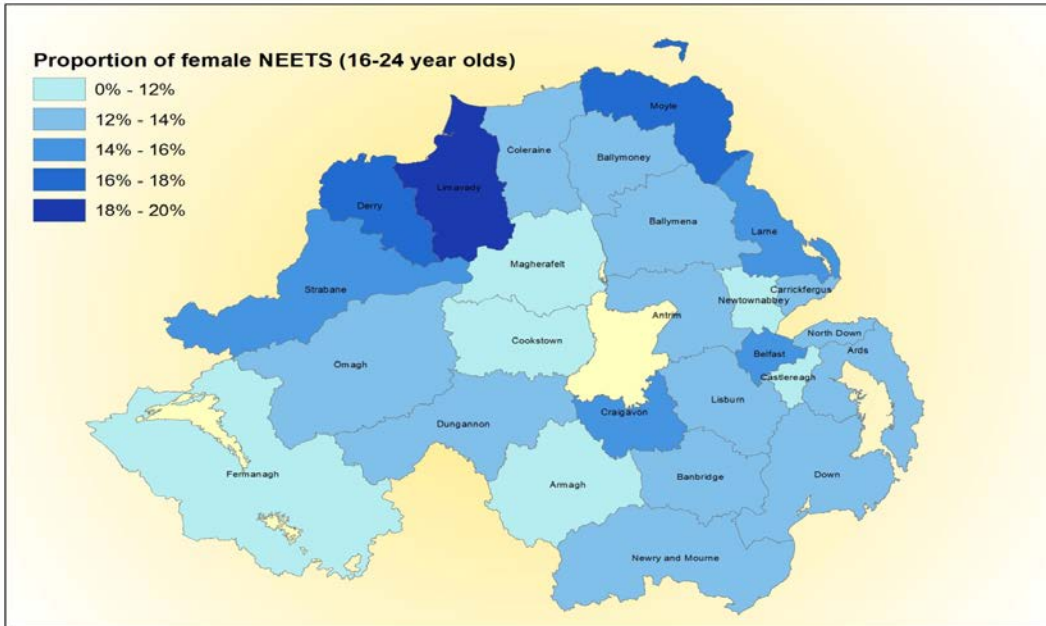 Proportion of female NEETS (16-24 year olds)
0% - 12%
12% - 14%
14% - 16%
16% - 18%
18% - 20%
Moyle
Coleraine
Ballymoney
Limavady
Derry
Ballymena
Larne
Magherafelt
Strabane
Carrickfergus
Newtownabbey
Antrim
North Down
Cookstown
Belfast
Ards
Omagh
Castlereagh
Lisburn
Craigavon
Dungannon
Fermanagh
Banbridge
Down
Armagh
Newry and Mourne